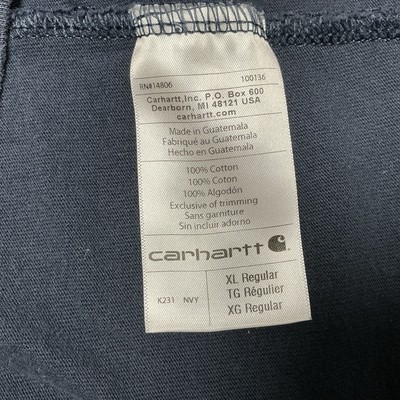 RN#14806 100136
Carhartt,Inc. P.O. Box 600
Dearborn, MI 48121 USA
carhartt.com
Made in Guatemala
Fabriqué au Guatemala
Hecho en Guatemala
100% Cotton
100% Coton
100% Algodón
Exclusive of trimming
Sans garniture
Sin incluir adorno
carhartt
XL Regular
K231 NVY TG Régulier
XG Regular